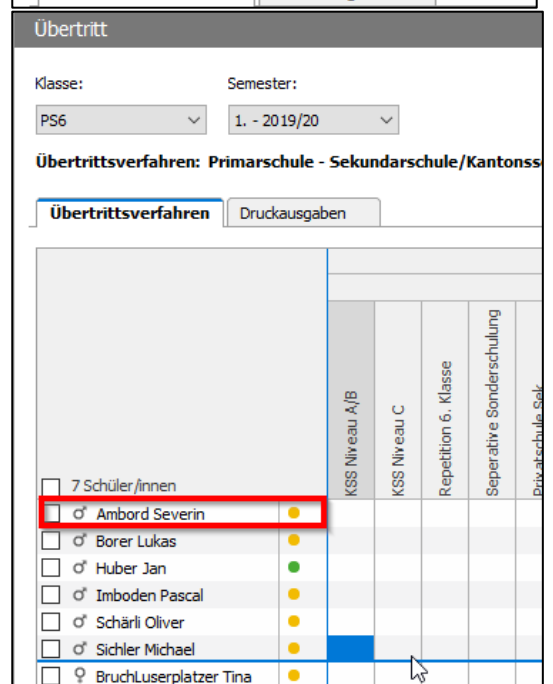 Übertritt
Klasse: Semester:
PS6 1. - 2019/20
Übertrittsverfahren: Primarschule - Sekundarschule/Kantonss
Übertrittsverfahren Druckausgaben
KSS Niveau A/B
KSS Niveau C
Repetition 6. Klasse
Seperative Sonderschulung
Privatschule Sek
7 Schüler/innen
Ambord Severin
Borer Lukas
Huber Jan
Imboden Pascal
Schärli Oliver
Sichler Michael
BruchLuserplatzer Tina